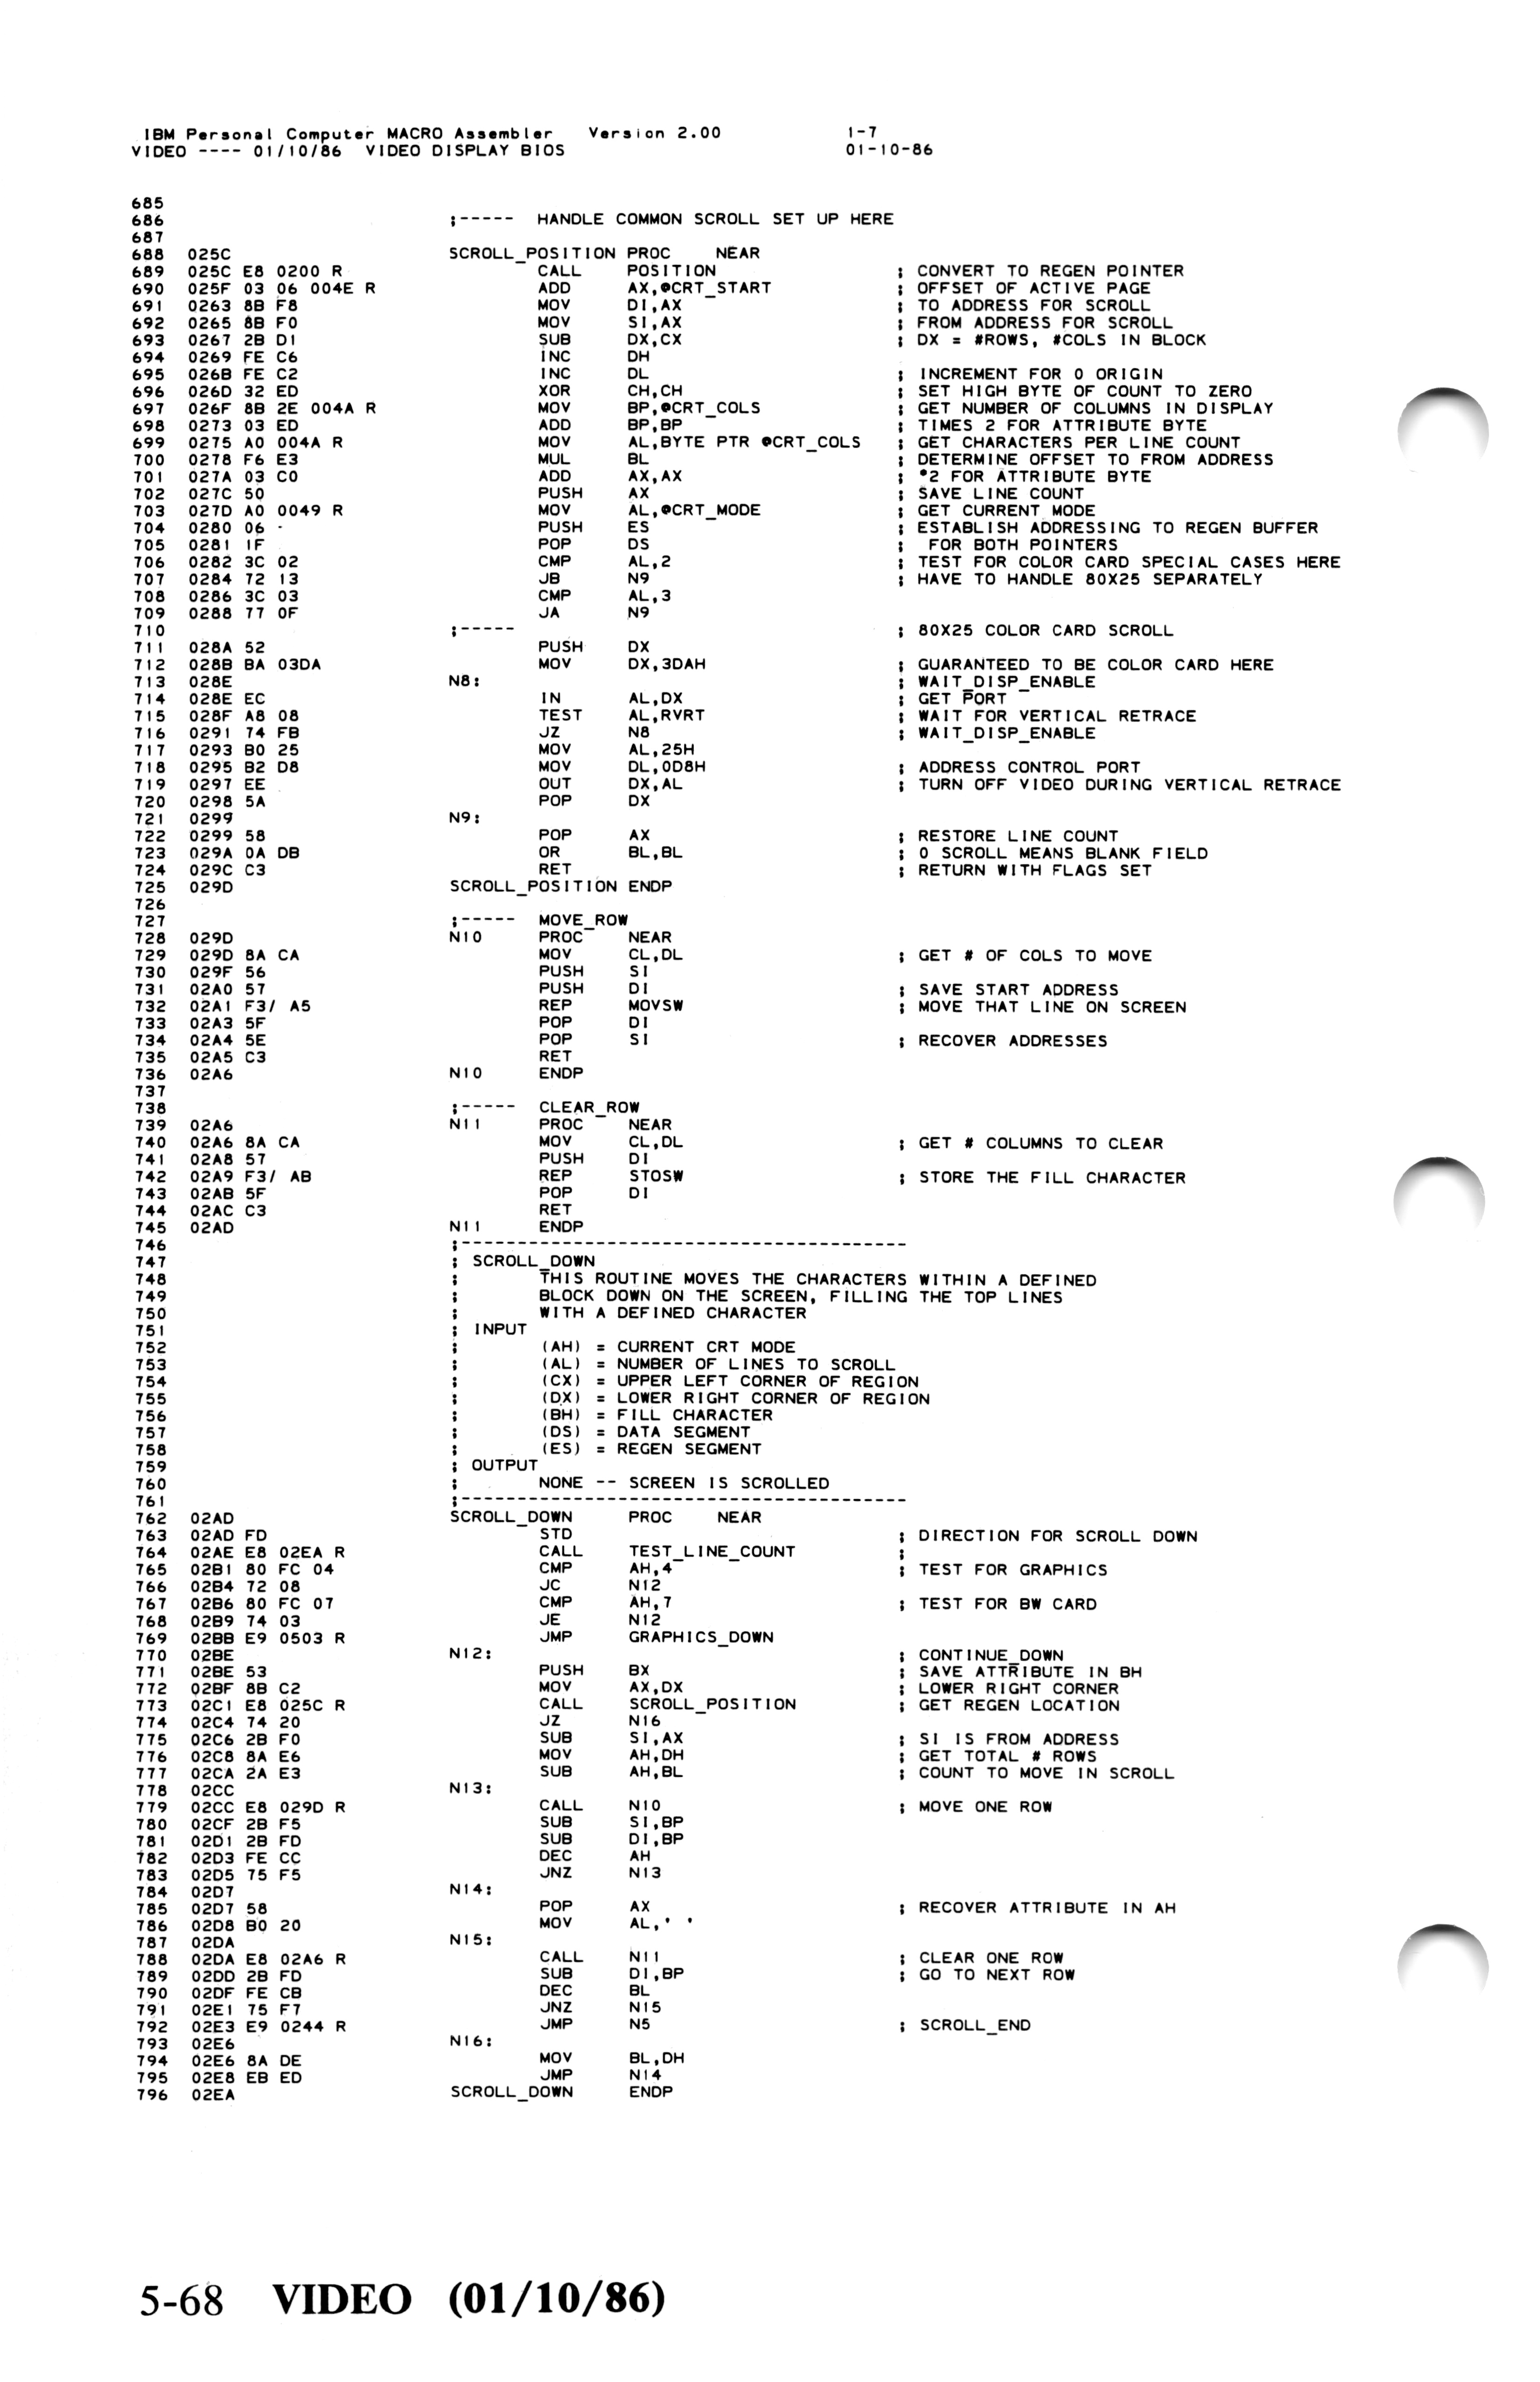 IBM Personal Computer MACRO Assembler   Version 2.00   1-7
VIDEO ---- 01/10/86  VIDEO DISPLAY BIOS   01-10-86
685
686 ;----- HANDLE COMMON SCROLL SET UP HERE
687
688 025C SCROLL_POSITION PROC NEAR
689 025C E8 0200 R CALL POSITION ; CONVERT TO REGEN POINTER
690 025F 03 06 004E R ADD AX,@CRT_START ; OFFSET OF ACTIVE PAGE
691 0263 8B F8 MOV DI,AX ; TO ADDRESS FOR SCROLL
692 0265 8B F0 MOV SI,AX ; FROM ADDRESS FOR SCROLL
693 0267 2B D1 SUB DX,CX ; DX = #ROWS, #COLS IN BLOCK
694 0269 FE C6 INC DH
695 026B FE C2 INC DL ; INCREMENT FOR 0 ORIGIN
696 026D 32 ED XOR CH,CH ; SET HIGH BYTE OF COUNT TO ZERO
697 026F 8B 2E 004A R MOV BP,@CRT_COLS ; GET NUMBER OF COLUMNS IN DISPLAY
698 0273 03 ED ADD BP,BP ; TIMES 2 FOR ATTRIBUTE BYTE
699 0275 A0 004A R MOV AL,BYTE PTR @CRT_COLS ; GET CHARACTERS PER LINE COUNT
700 0278 F6 E3 MUL BL ; DETERMINE OFFSET TO FROM ADDRESS
701 027A 03 C0 ADD AX,AX ; *2 FOR ATTRIBUTE BYTE
702 027C 50 PUSH AX ; SAVE LINE COUNT
703 027D A0 0049 R MOV AL,@CRT_MODE ; GET CURRENT MODE
704 0280 06 PUSH ES ; ESTABLISH ADDRESSING TO REGEN BUFFER
705 0281 1F POP DS ; FOR BOTH POINTERS
706 0282 3C 02 CMP AL,2 ; TEST FOR COLOR CARD SPECIAL CASES HERE
707 0284 72 13 JB N9 ; HAVE TO HANDLE 80X25 SEPARATELY
708 0286 3C 03 CMP AL,3
709 0288 77 0F JA N9
710 ;----- ; 80X25 COLOR CARD SCROLL
711 028A 52 PUSH DX
712 028B BA 03DA MOV DX,3DAH ; GUARANTEED TO BE COLOR CARD HERE
713 028E N8: ; WAIT_DISP_ENABLE
714 028E EC IN AL,DX ; GET PORT
715 028F A8 08 TEST AL,RVRT ; WAIT FOR VERTICAL RETRACE
716 0291 74 FB JZ N8 ; WAIT_DISP_ENABLE
717 0293 B0 25 MOV AL,25H
718 0295 B2 D8 MOV DL,0D8H ; ADDRESS CONTROL PORT
719 0297 EE OUT DX,AL ; TURN OFF VIDEO DURING VERTICAL RETRACE
720 0298 5A POP DX
721 0299 N9:
722 0299 58 POP AX ; RESTORE LINE COUNT
723 029A 0A DB OR BL,BL ; 0 SCROLL MEANS BLANK FIELD
724 029C C3 RET ; RETURN WITH FLAGS SET
725 029D SCROLL_POSITION ENDP
726
727 ;----- MOVE_ROW
728 029D N10 PROC NEAR
729 029D 8A CA MOV CL,DL ; GET # OF COLS TO MOVE
730 029F 56 PUSH SI
731 02A0 57 PUSH DI ; SAVE START ADDRESS
732 02A1 F3/ A5 REP MOVSW ; MOVE THAT LINE ON SCREEN
733 02A3 5F POP DI
734 02A4 5E POP SI ; RECOVER ADDRESSES
735 02A5 C3 RET
736 02A6 N10 ENDP
737
738 ;----- CLEAR_ROW
739 02A6 N11 PROC NEAR
740 02A6 8A CA MOV CL,DL ; GET # COLUMNS TO CLEAR
741 02A8 57 PUSH DI
742 02A9 F3/ AB REP STOSW ; STORE THE FILL CHARACTER
743 02AB 5F POP DI
744 02AC C3 RET
745 02AD N11 ENDP
746 ;----------------------------------------
747 ; SCROLL_DOWN
748 ; THIS ROUTINE MOVES THE CHARACTERS WITHIN A DEFINED
749 ; BLOCK DOWN ON THE SCREEN, FILLING THE TOP LINES
750 ; WITH A DEFINED CHARACTER
751 ; INPUT
752 ; (AH) = CURRENT CRT MODE
753 ; (AL) = NUMBER OF LINES TO SCROLL
754 ; (CX) = UPPER LEFT CORNER OF REGION
755 ; (DX) = LOWER RIGHT CORNER OF REGION
756 ; (BH) = FILL CHARACTER
757 ; (DS) = DATA SEGMENT
758 ; (ES) = REGEN SEGMENT
759 ; OUTPUT
760 ; NONE -- SCREEN IS SCROLLED
761 ;----------------------------------------
762 02AD SCROLL_DOWN PROC NEAR
763 02AD FD STD ; DIRECTION FOR SCROLL DOWN
764 02AE E8 02EA R CALL TEST_LINE_COUNT ;
765 02B1 80 FC 04 CMP AH,4 ; TEST FOR GRAPHICS
766 02B4 72 08 JC N12
767 02B6 80 FC 07 CMP AH,7 ; TEST FOR BW CARD
768 02B9 74 03 JE N12
769 02BB E9 0503 R JMP GRAPHICS_DOWN
770 02BE N12: ; CONTINUE_DOWN
771 02BE 53 PUSH BX ; SAVE ATTRIBUTE IN BH
772 02BF 8B C2 MOV AX,DX ; LOWER RIGHT CORNER
773 02C1 E8 025C R CALL SCROLL_POSITION ; GET REGEN LOCATION
774 02C4 74 20 JZ N16
775 02C6 2B F0 SUB SI,AX ; SI IS FROM ADDRESS
776 02C8 8A E6 MOV AH,DH ; GET TOTAL # ROWS
777 02CA 2A E3 SUB AH,BL ; COUNT TO MOVE IN SCROLL
778 02CC N13:
779 02CC E8 029D R CALL N10 ; MOVE ONE ROW
780 02CF 2B F5 SUB SI,BP
781 02D1 2B FD SUB DI,BP
782 02D3 FE CC DEC AH
783 02D5 75 F5 JNZ N13
784 02D7 N14:
785 02D7 58 POP AX ; RECOVER ATTRIBUTE IN AH
786 02D8 B0 20 MOV AL,' '
787 02DA N15:
788 02DA E8 02A6 R CALL N11 ; CLEAR ONE ROW
789 02DD 2B FD SUB DI,BP ; GO TO NEXT ROW
790 02DF FE CB DEC BL
791 02E1 75 F7 JNZ N15
792 02E3 E9 0244 R JMP N5 ; SCROLL_END
793 02E6 N16:
794 02E6 8A DE MOV BL,DH
795 02E8 EB ED JMP N14
796 02EA SCROLL_DOWN ENDP
5-68 VIDEO (01/10/86)